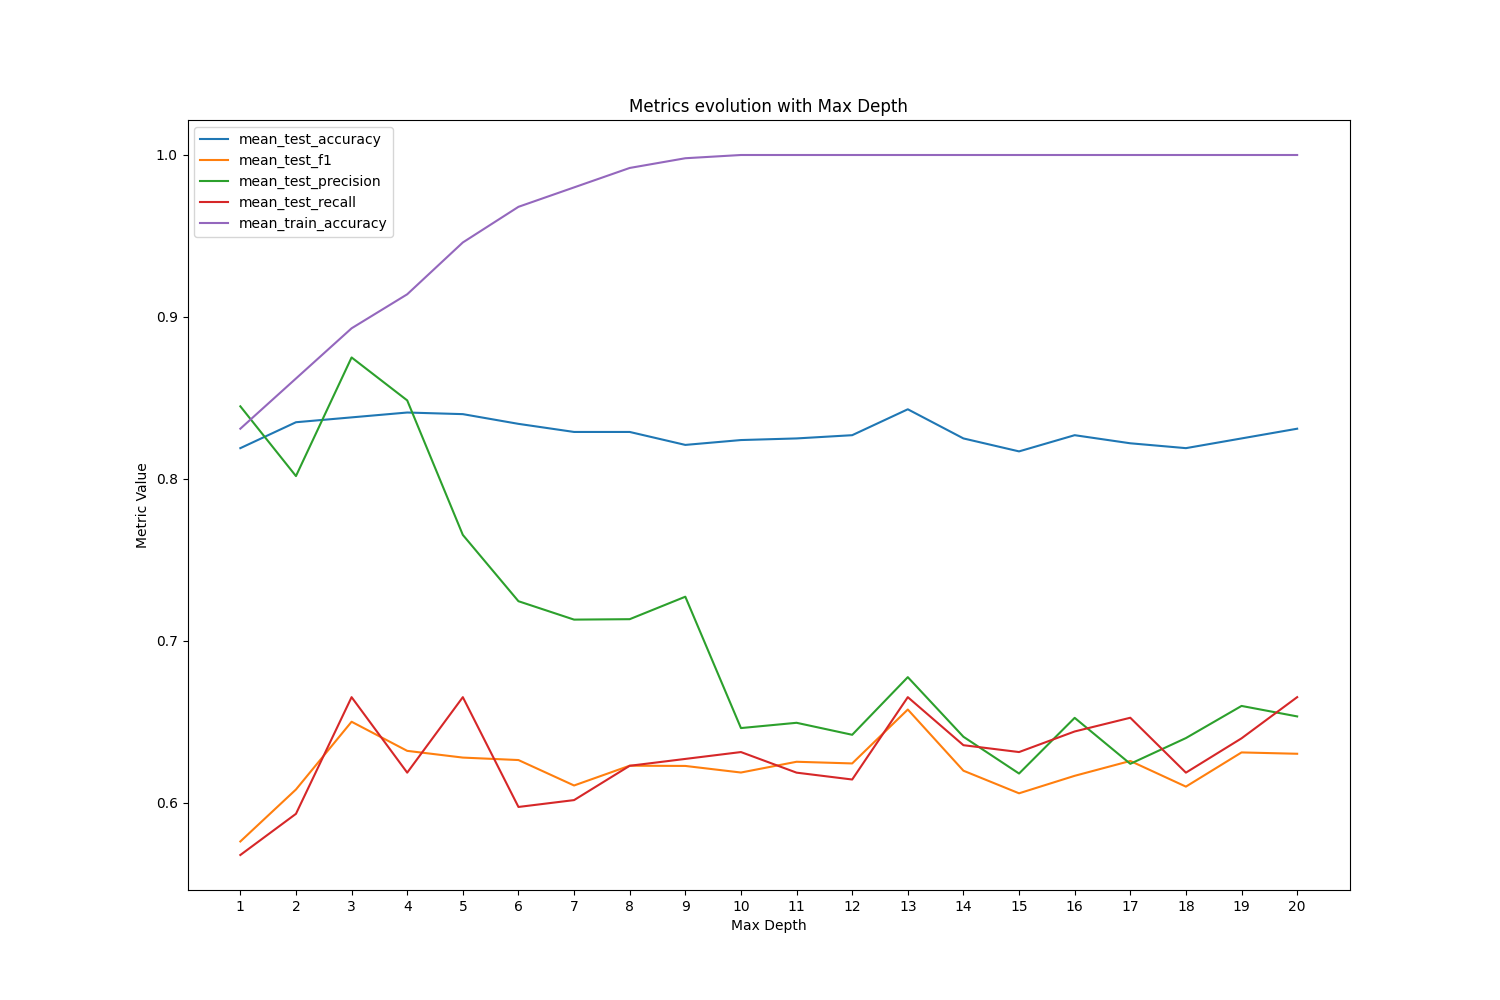 Metrics evolution with Max Depth
mean_test_accuracy
mean_test_f1
mean_test_precision
mean_test_recall
mean_train_accuracy
1.0
0.9
0.8
0.7
0.6
Metric Value
1 2 3 4 5 6 7 8 9 10 11 12 13 14 15 16 17 18 19 20
Max Depth